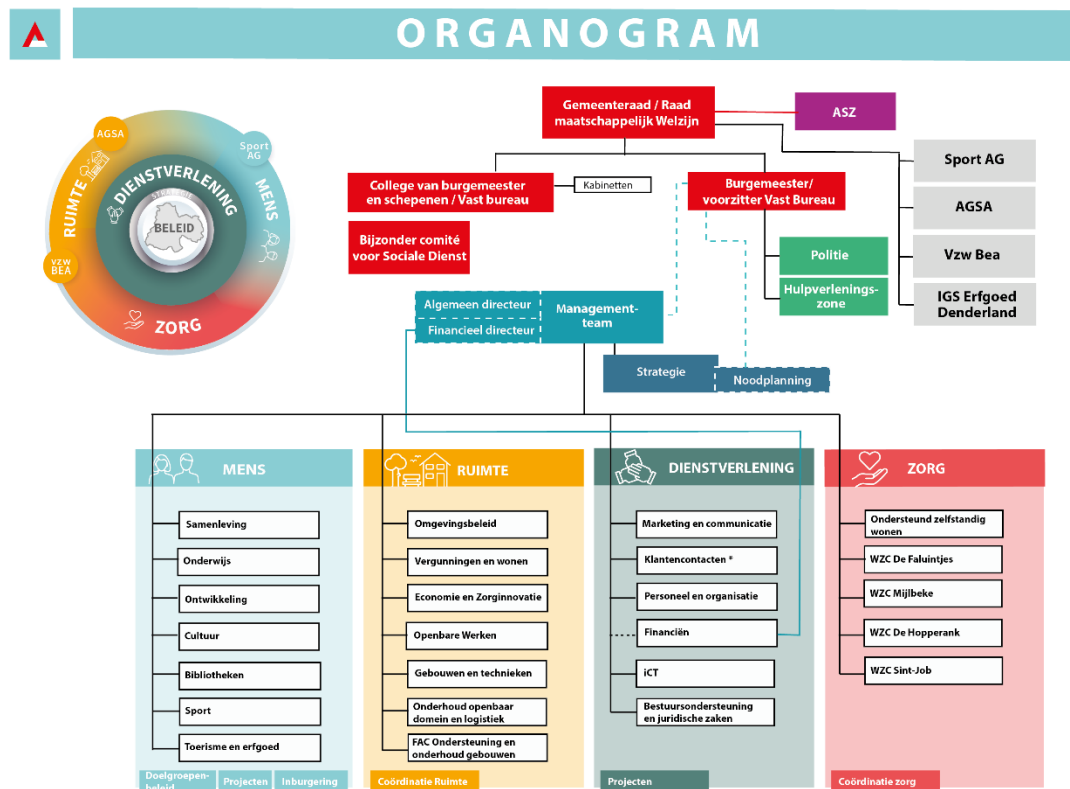 ORGANOGRAM
AGSA
Sport
AG
RUIMTE
DIENSTVERLENING
MENS
BELEID
VZW
BEA
ZORG
Gemeenteraad / Raad
maatschappelijk Welzijn
ASZ
College van burgemeester
en schepenen / Vast bureau
Kabinetten
Burgemeester/
voorzitter Vast Bureau
Sport AG
AGSA
Vzw Bea
IGS Erfgoed
Denderland
Bijzonder comité
voor Sociale Dienst
Politie
Hulpverlenings-
zone
Algemeen directeur
Financieel directeur
Management-
team
Strategie
Noodplanning
MENS
Samenleving
Onderwijs
Ontwikkeling
Cultuur
Bibliotheken
Sport
Toerisme en erfgoed
Doelgroepen-
beleid
Projecten
Inburgering
RUIMTE
Omgevingsbeleid
Vergunningen en wonen
Economie en Zorginnovatie
Openbare Werken
Gebouwen en technieken
Onderhoud openbaar
domein en logistiek
FAC Ondersteuning en
onderhoud gebouwen
Coördinatie Ruimte
DIENSTVERLENING
Marketing en communicatie
Klantencontacten *
Personeel en organisatie
Financiën
iCT
Bestuursondersteuning
en juridische zaken
Projecten
ZORG
Ondersteund zelfstandig
wonen
WZC De Faluintjes
WZC Mijlbeke
WZC De Hopperank
WZC Sint-Job
Coördinatie zorg